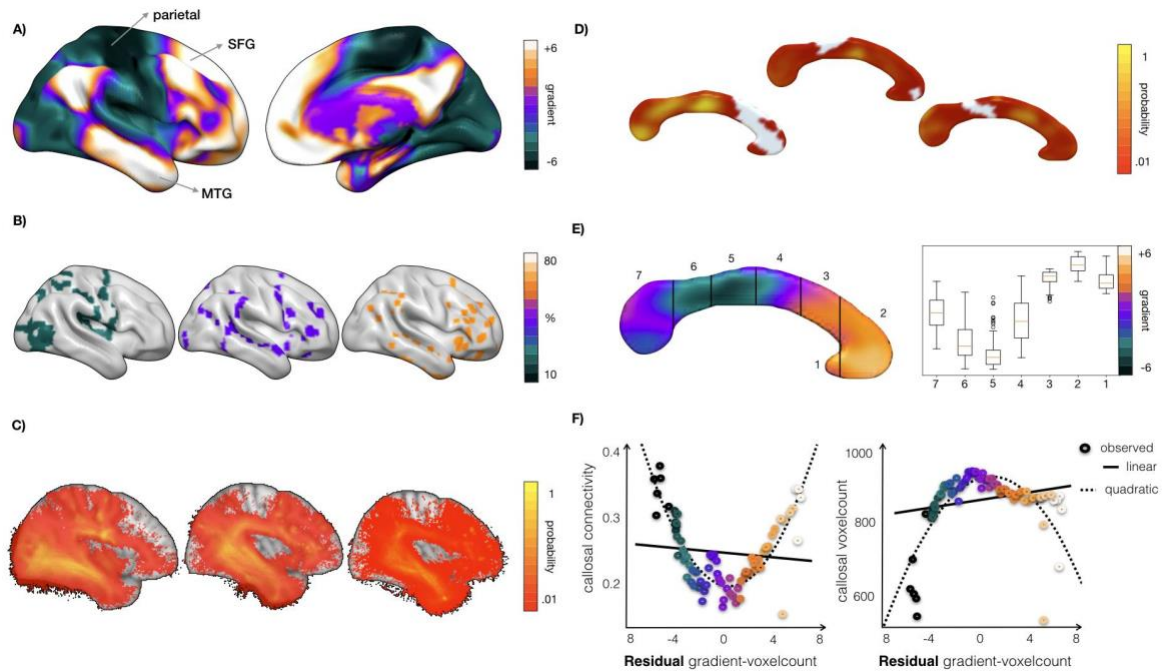 A)
parietal
SFG
MTG
+6
gradient
-6
B)
80
%
10
C)
1
probability
.01
D)
1
probability
.01
E)
7
6
5
4
3
2
1
+6
gradient
-6
7 6 5 4 3 2 1
F)
0.4
0.3
0.2
callosal connectivity
8 -4 0 4 8
Residual gradient-voxelcount
1000
800
600
callosal voxelcount
8 -4 0 4 8
Residual gradient-voxelcount
observed
linear
quadratic